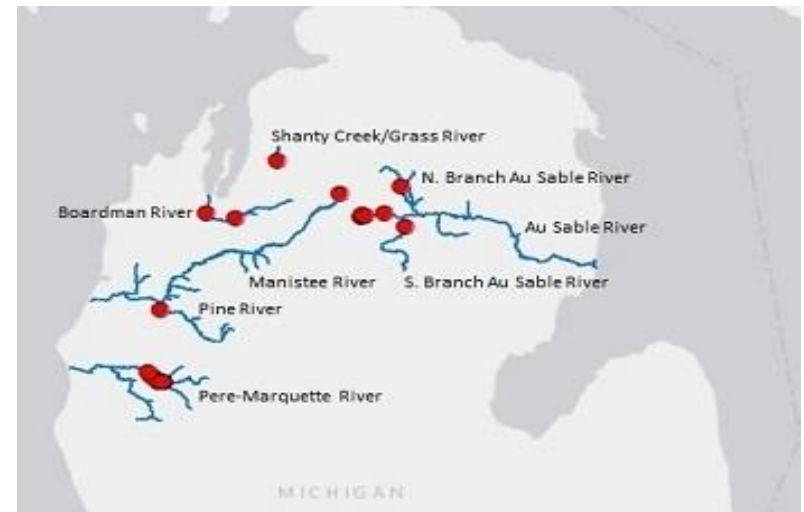 Shanty Creek/Grass River
N. Branch Au Sable River
Boardman River
Au Sable River
Manistee River
S. Branch Au Sable River
Pine River
Pere-Marquette River
MICHIGAN